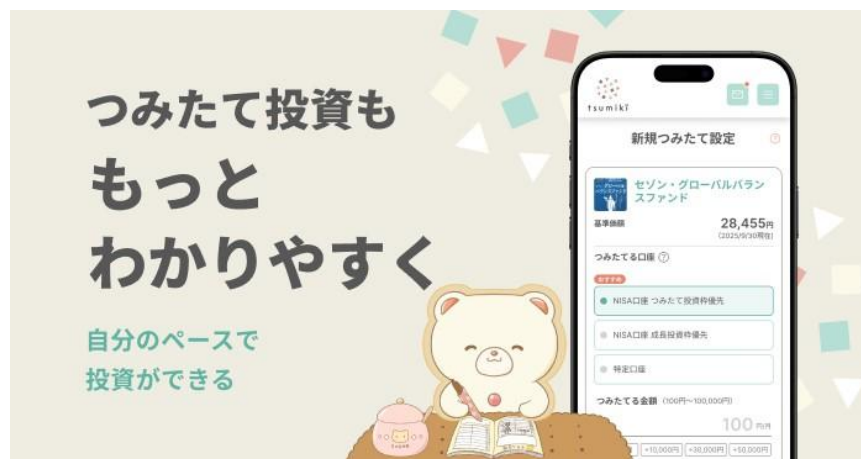 つみたて投資も
もっと
わかりやすく
自分のペースで
投資ができる
tsumiki
新規つみたて設定
セゾン・グローバルバラン
スファンド
基準価額
28,455円
(2025/9/30現在)
つみたてる口座 ?
おすすめ
NISA口座 つみたて投資枠優先
NISA口座 成長投資枠優先
特定口座
つみたてる金額 (100円〜100,000円)
100 円/月
+10,000円 +30,000円 +50,000円